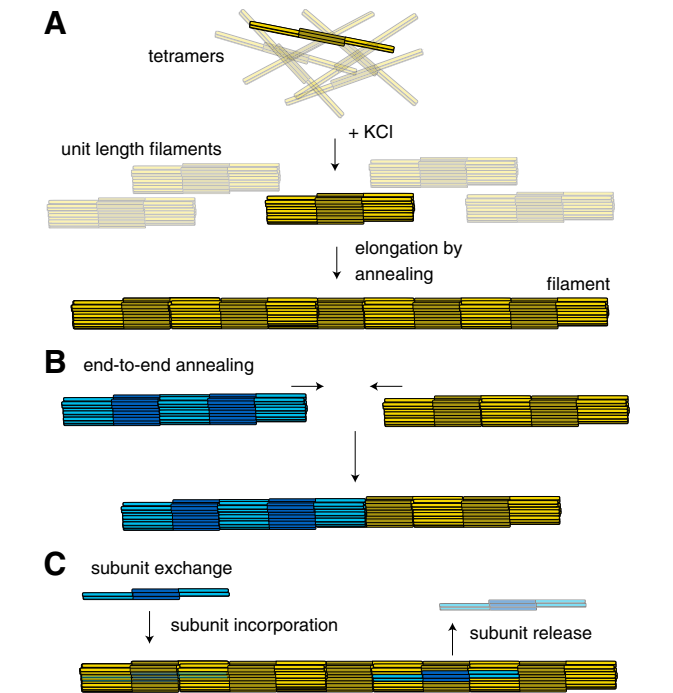 A
tetramers
+ KCl
unit length filaments
elongation by
annealing
filament
B
end-to-end annealing
C
subunit exchange
subunit incorporation
subunit release